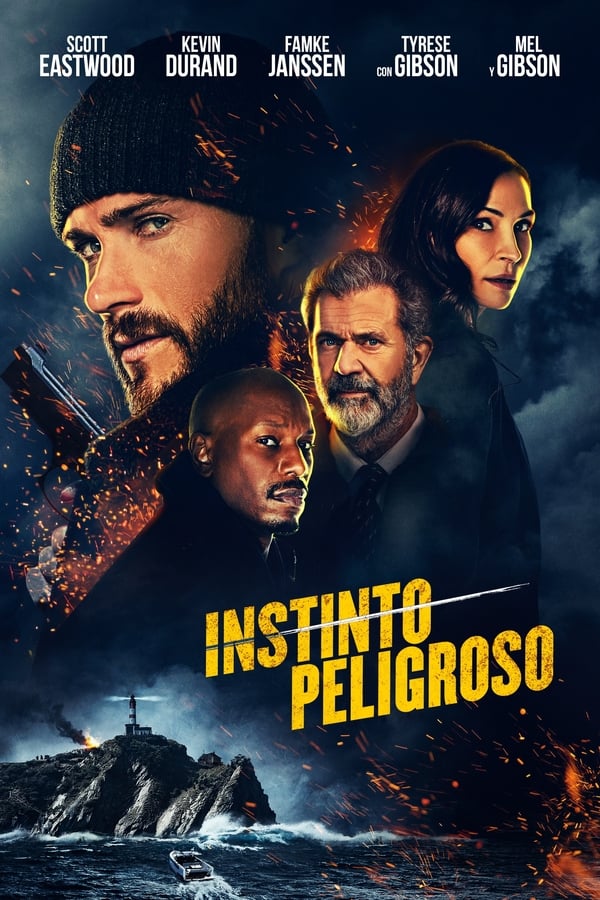 SCOTT EASTWOOD
KEVIN DURAND
FAMKE JANSSEN
TYRESE CON GIBSON
MEL Y GIBSON
INSTINTO
PELIGROSO